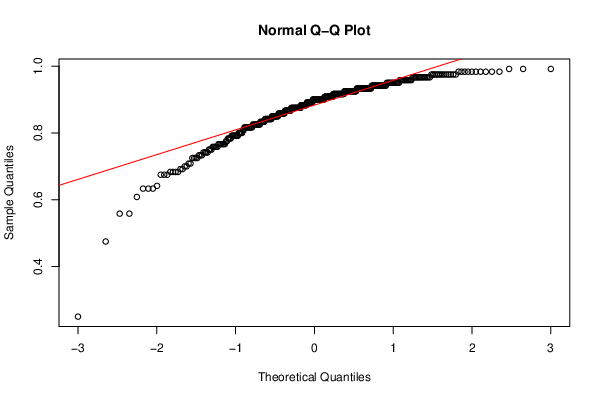 Normal Q−Q Plot
Sample Quantiles
1.0
0.8
0.6
0.4
−3 −2 −1 0 1 2 3
Theoretical Quantiles